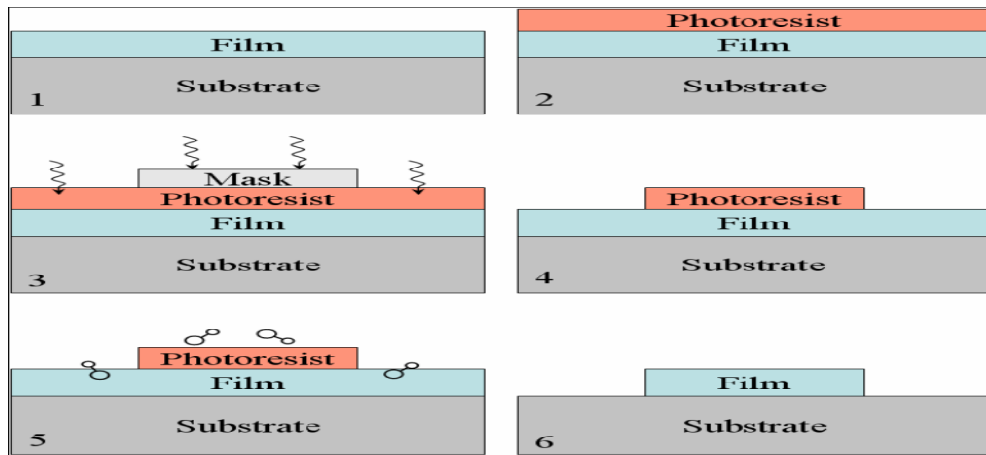 Film
Substrate
1
Photoresist
Film
Substrate
2
Mask
Photoresist
Film
Substrate
3
Photoresist
Film
Substrate
4
Photoresist
Film
Substrate
5
Film
Substrate
6